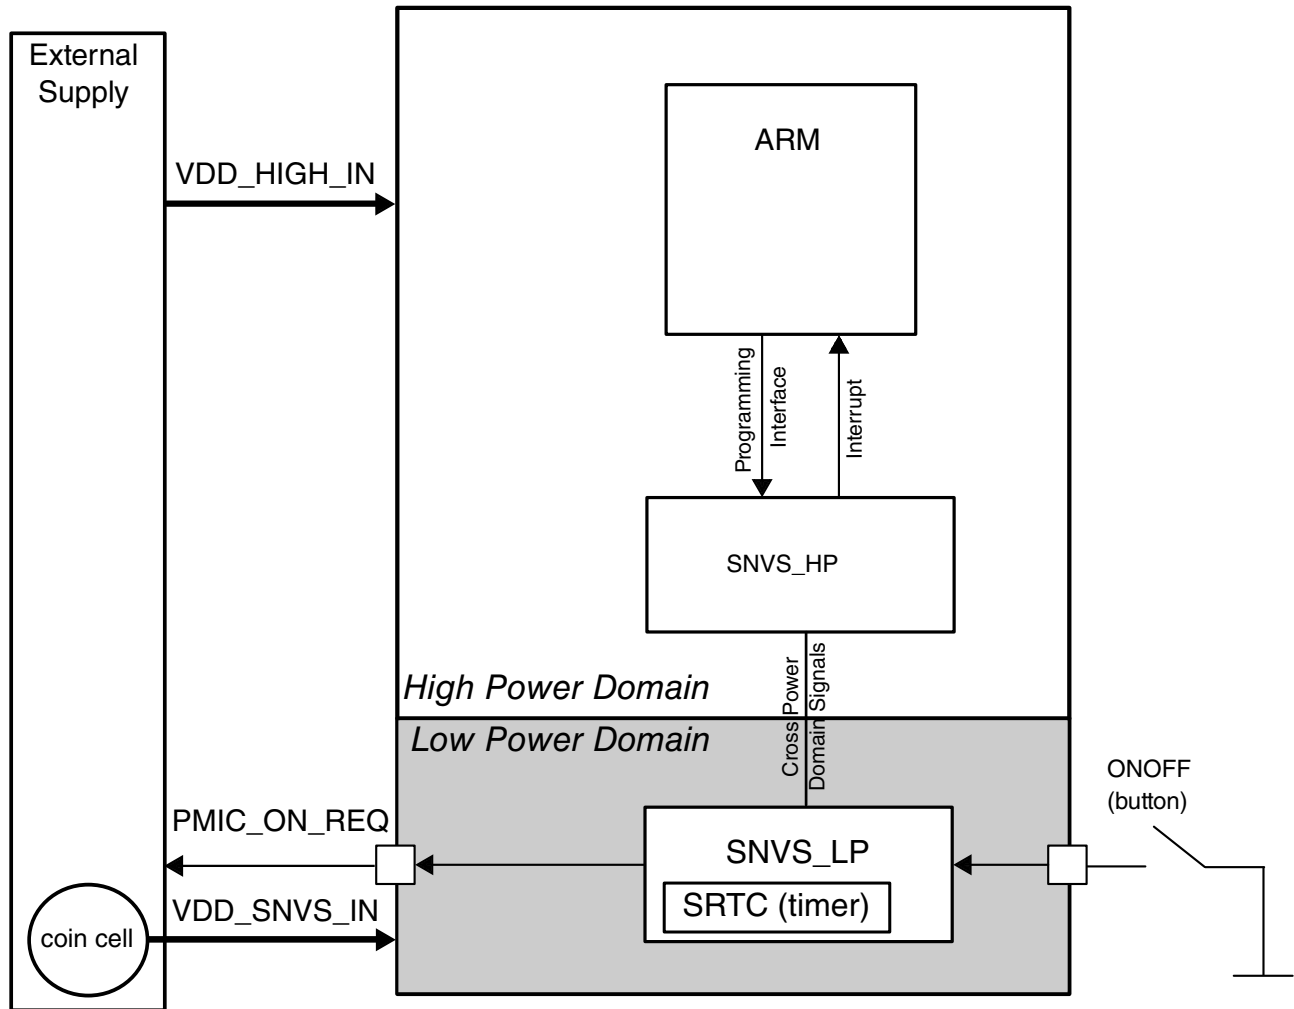 External
Supply
VDD_HIGH_IN
ARM
Programming
Interface
Interrupt
SNVS_HP
Cross Power
Domain Signals
High Power Domain
Low Power Domain
ONOFF
(button)
PMIC_ON_REQ
SNVS_LP
SRTC (timer)
VDD_SNVS_IN
coin cell